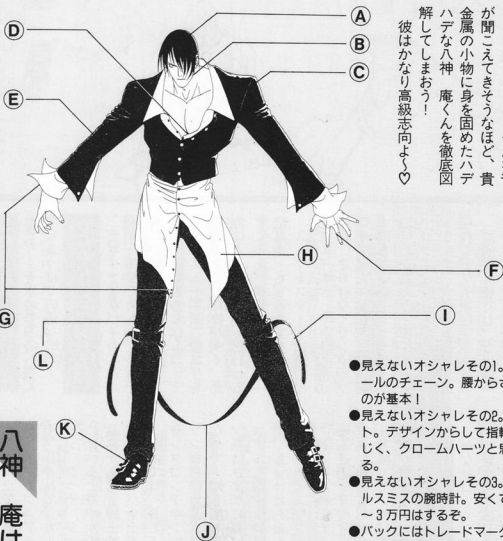 が聞こえてきそうなほど、貴
金属の小物に身を固めたハデ
ハデな八神 庵くんを徹底図
解してしまおう!
彼はかなり高級志向よ〜♡
A
B
C
D
E
F
G
H
I
J
K
L
●見えないオシャレその1。
ールのチェーン。腰からさ
のが基本!
●見えないオシャレその2。
ト。デザインからして指輪
じく、クロームハーツと思
る。
●見えないオシャレその3。
ルスミスの腕時計。安くて
〜3万円はするぞ。
●バックにはトレードマーク
八神 庵は